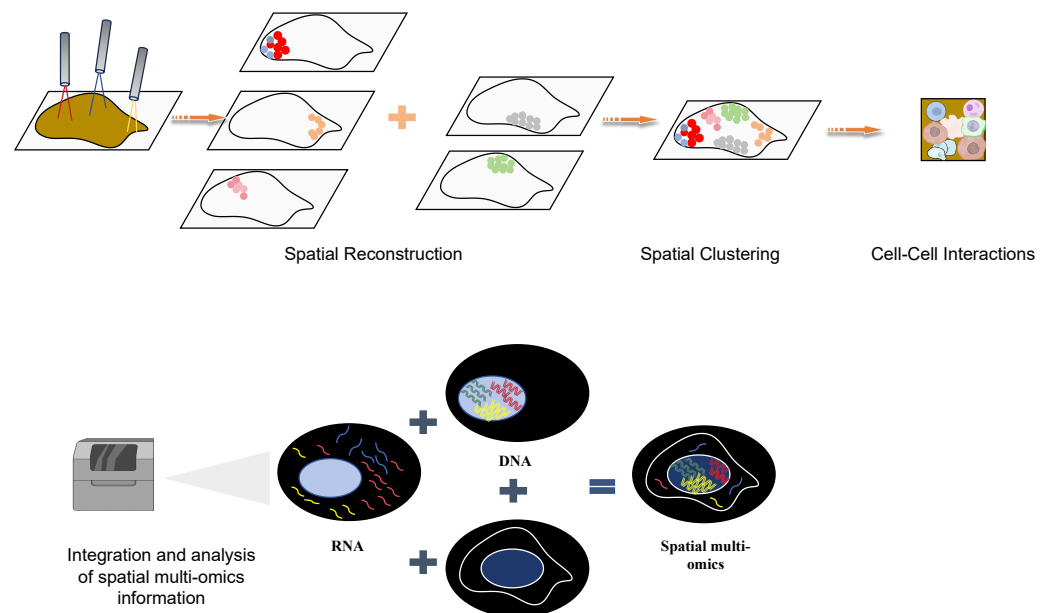 Spatial Reconstruction
Spatial Clustering
Cell-Cell Interactions
DNA
RNA
Spatial multi-
omics
Integration and analysis
of spatial multi-omics
information